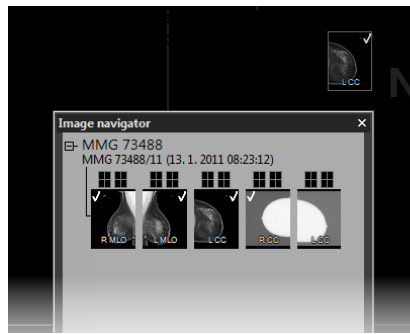 L CC
N
Image navigator
MMG 73488
MMG 73488/11 (13. 1. 2011 08:23:12)
R MLO L MLO L CC R CC L CC